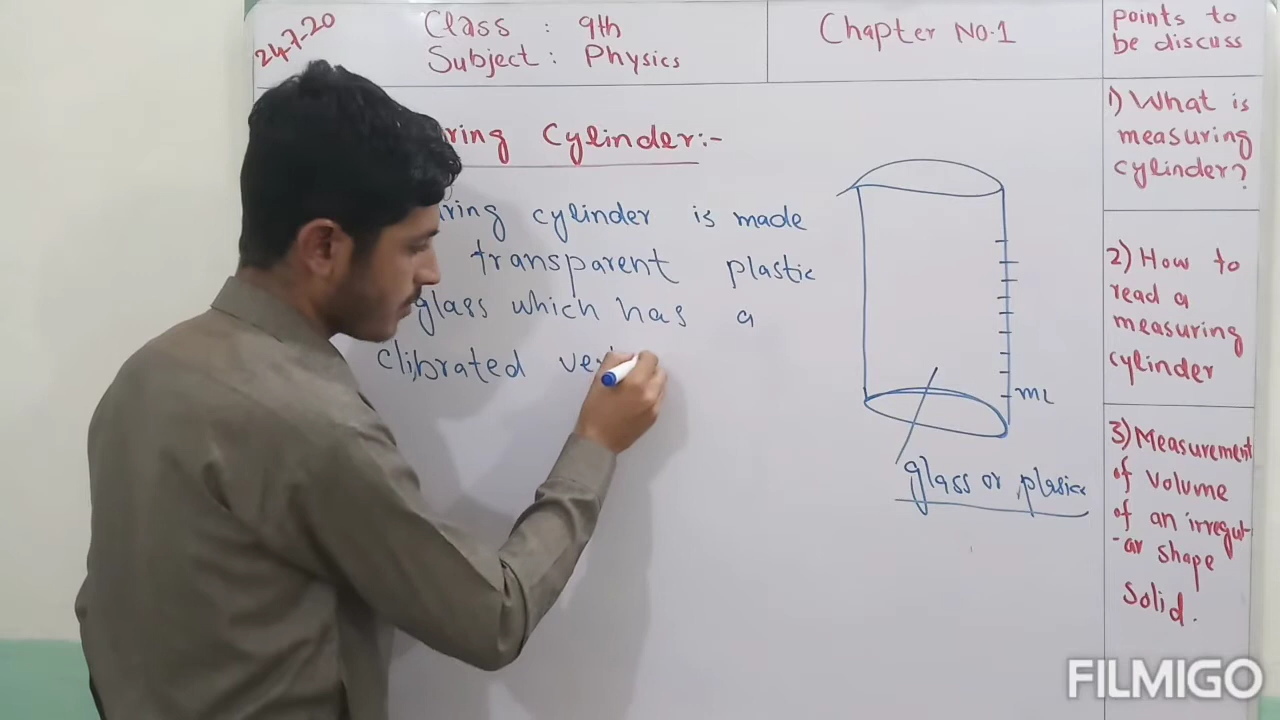 24-7-20
Class : 9th
Subject : Physics
Chapter No.1
points to
be discuss
ring Cylinder:-
ring cylinder is made
transparent plastic
glass which has a
clibrated ver
mL
glass or plasic
1) What is
measuring
cylinder?
2) How to
read a
measuring
cylinder
3) Measurement
of volume
of an irregul-
-ar shape
solid.
FILMIGO